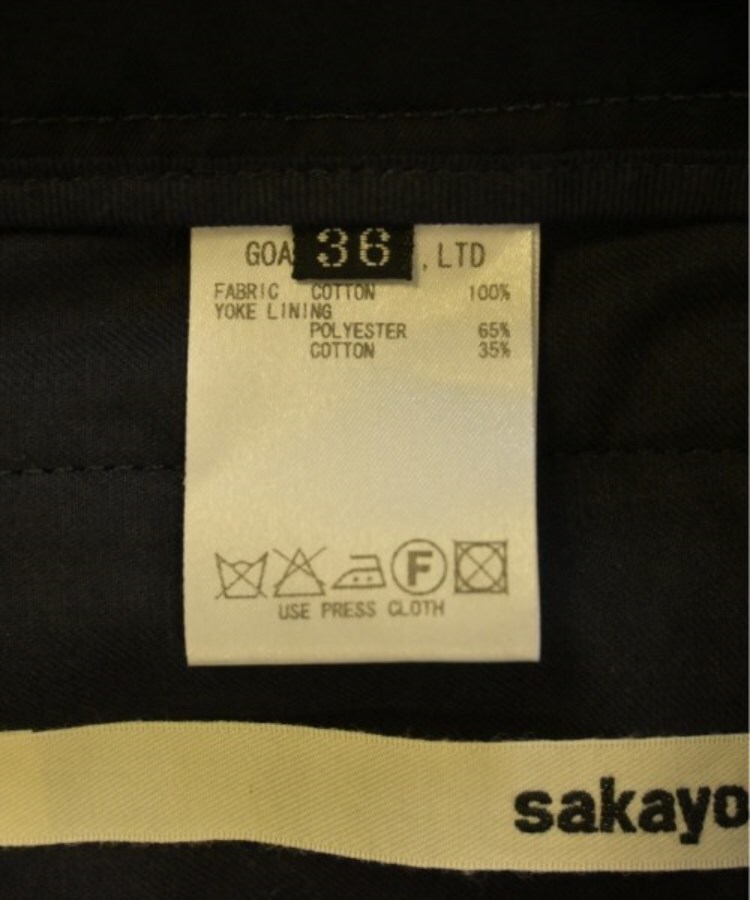 36
GOA , LTD
FABRIC COTTON 100%
YOKE LINING
POLYESTER 65%
COTTON 35%
F
USE PRESS CLOTH
sakayo